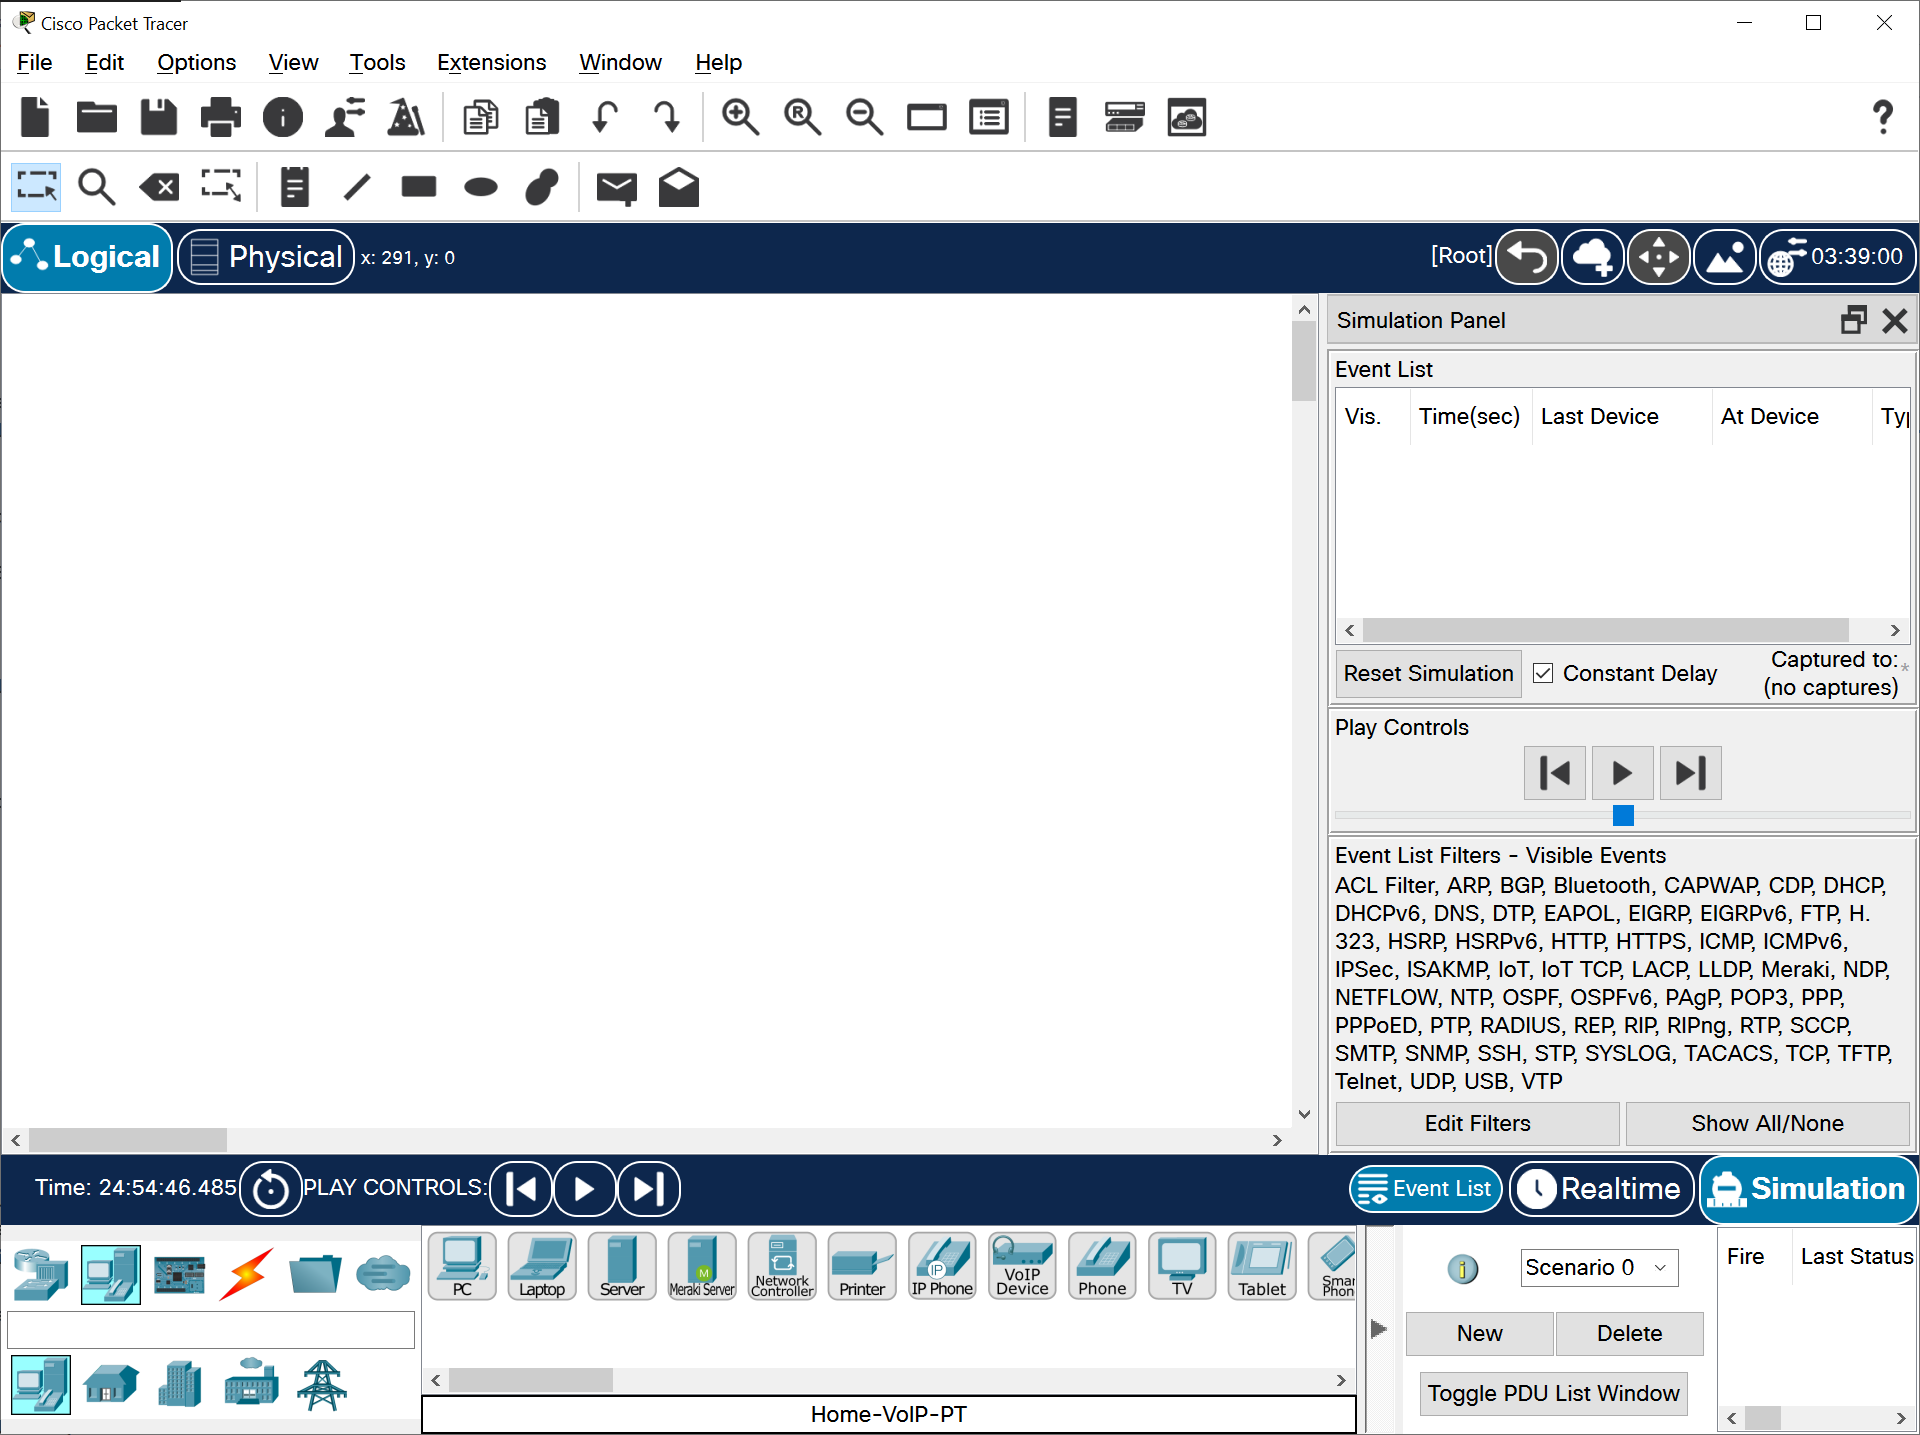 Cisco Packet Tracer
File Edit Options View Tools Extensions Window Help
Logical Physical x: 291, y: 0 [Root] 03:39:00
Simulation Panel
Event List
Vis. Time(sec) Last Device At Device
Reset Simulation Constant Delay Captured to: *
(no captures)
Play Controls
Event List Filters - Visible Events
ACL Filter, ARP, BGP, Bluetooth, CAPWAP, CDP, DHCP,
DHCPv6, DNS, DTP, EAPOL, EIGRP, EIGRPv6, FTP, H.
323, HSRP, HSRPv6, HTTP, HTTPS, ICMP, ICMPv6,
IPSec, ISAKMP, IoT, IoT TCP, LACP, LLDP, Meraki, NDP,
NETFLOW, NTP, OSPF, OSPFv6, PAgP, POP3, PPP,
PPPoED, PTP, RADIUS, REP, RIP, RIPng, RTP, SCCP,
SMTP, SNMP, SSH, STP, SYSLOG, TACACS, TCP, TFTP,
Telnet, UDP, USB, VTP
Edit Filters Show All/None
Time: 24:54:46.485 PLAY CONTROLS: Event List Realtime Simulation
PC Laptop Server Meraki Server Network Controller Printer IP Phone VoIP Device Phone TV Tablet
Home-VoIP-PT
Scenario 0
New Delete
Toggle PDU List Window
Fire Last Status